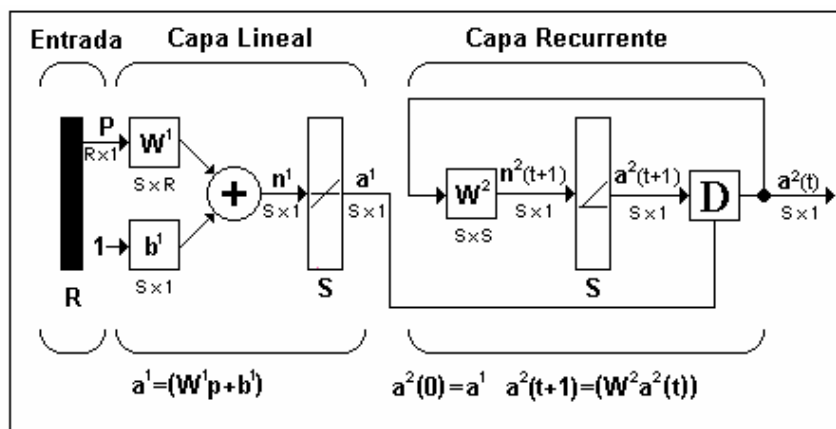 Entrada Capa Lineal Capa Recurrente
P
R×1
W¹
S×R
1
b¹
S×1
+
n¹
S×1
a¹
S×1
S
R
W²
S×S
n²(t+1)
S×1
S
a²(t+1)
S×1
D
a²(t)
S×1
a¹=(W¹p+b¹)
a²(0)=a¹ a²(t+1)=(W²a²(t))